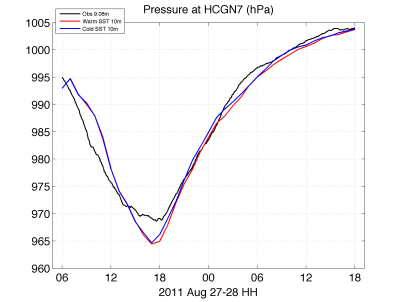 Pressure at HCGN7 (hPa)
Obs 9.08m
Warm SST 10m
Cold SST 10m
1005
1000
995
990
985
980
975
970
965
960
06 12 18 00 06 12 18
2011 Aug 27-28 HH